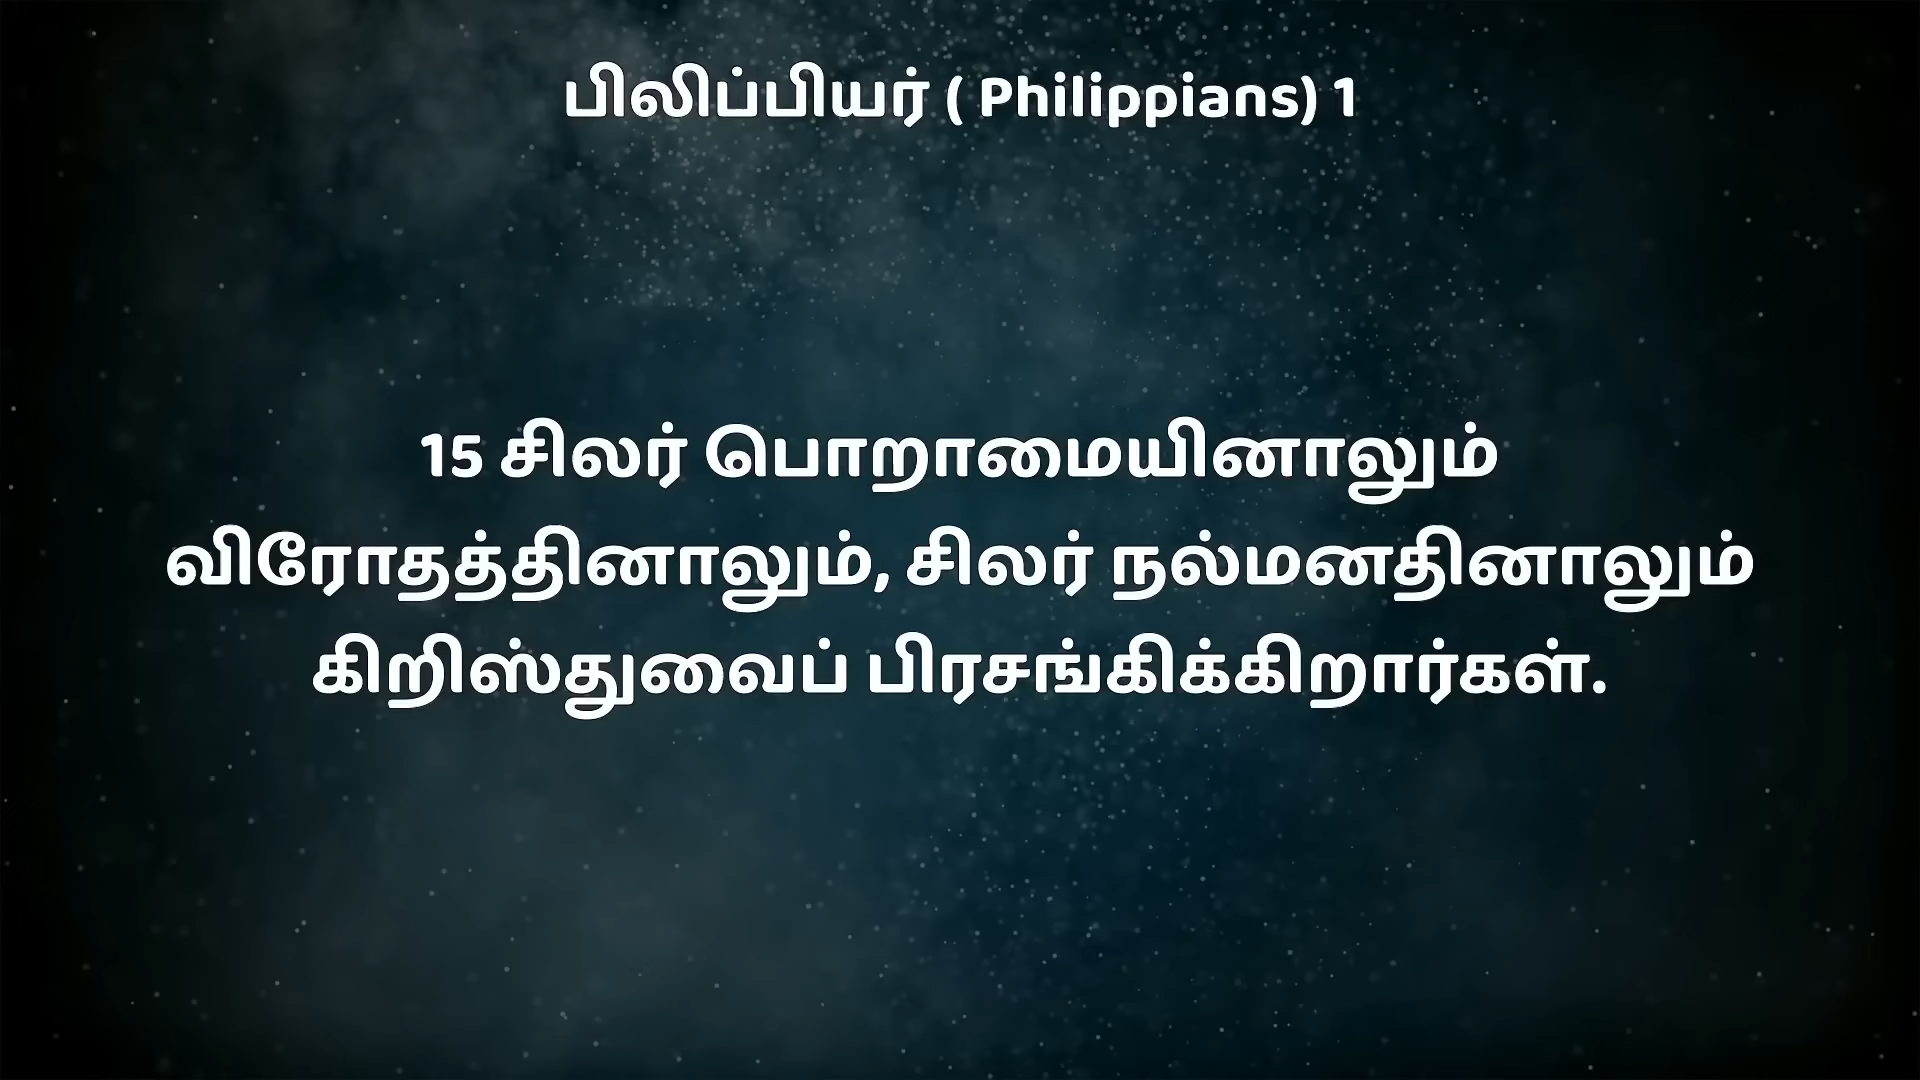 பிலிப்பியர் ( Philippians) 1
15 சிலர் பொறாமையினாலும்
விரோதத்தினாலும், சிலர் நல்மனதினாலும்
கிறிஸ்துவைப் பிரசங்கிக்கிறார்கள்.